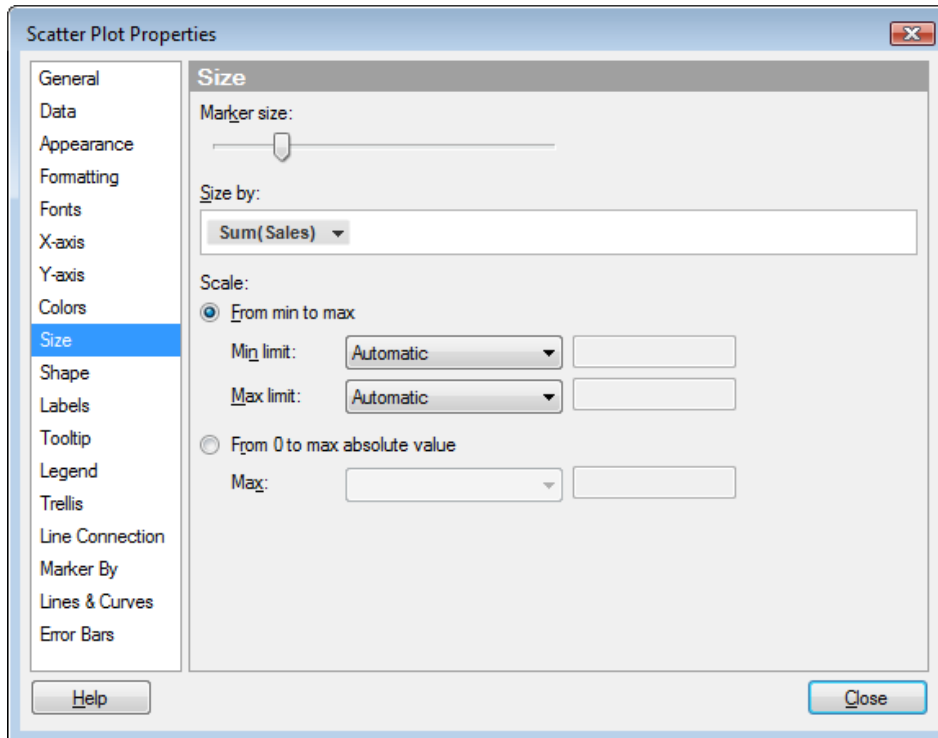 Scatter Plot Properties
General
Data
Appearance
Formatting
Fonts
X-axis
Y-axis
Colors
Size
Shape
Labels
Tooltip
Legend
Trellis
Line Connection
Marker By
Lines & Curves
Error Bars
Size
Marker size:
Size by:
Sum(Sales)
Scale:
From min to max
Min limit: Automatic
Max limit: Automatic
From 0 to max absolute value
Max:
Help
Close